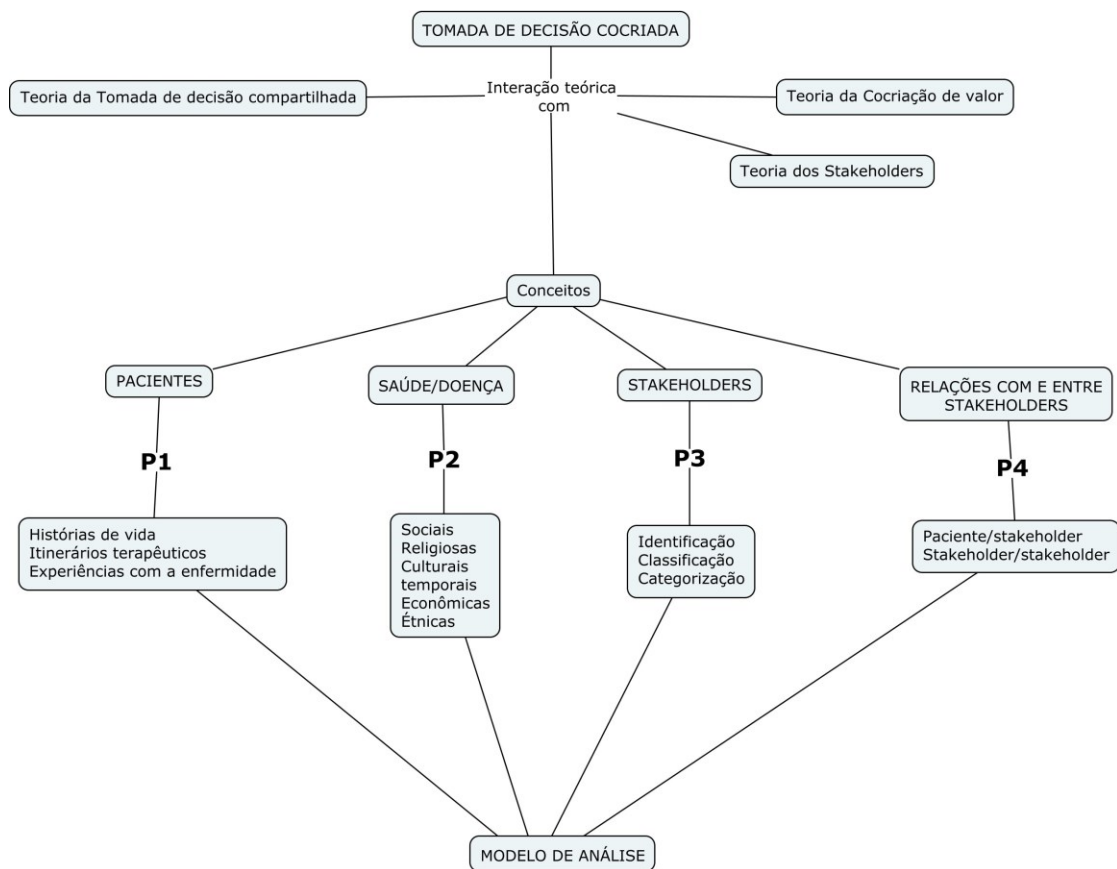 TOMADA DE DECISÃO COCRIADA
Interação teórica
com
Teoria da Tomada de decisão compartilhada
Teoria da Cocriação de valor
Teoria dos Stakeholders
Conceitos
PACIENTES
SAÚDE/DOENÇA
STAKEHOLDERS
RELAÇÕES COM E ENTRE
STAKEHOLDERS
P1
P2
P3
P4
Histórias de vida
Itinerários terapêuticos
Experiências com a enfermidade
Sociais
Religiosas
Culturais
temporais
Econômicas
Étnicas
Identificação
Classificação
Categorização
Paciente/stakeholder
Stakeholder/stakeholder
MODELO DE ANÁLISE